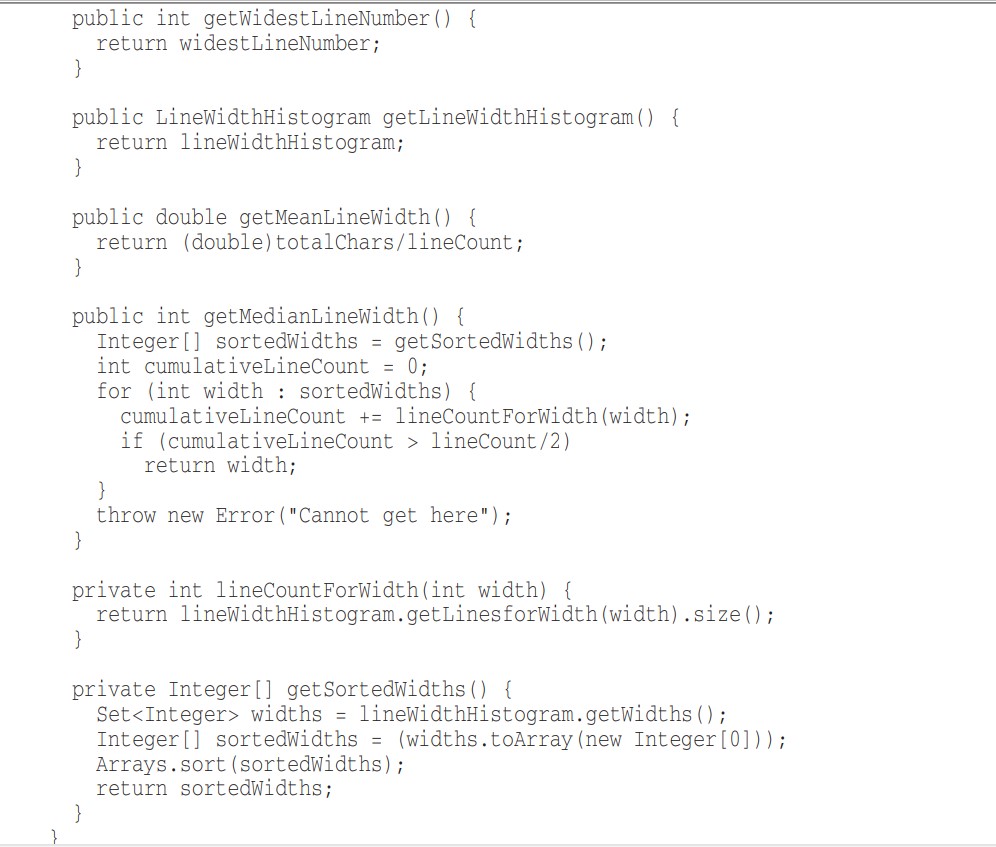 public int getWidestLineNumber() {
return widestLineNumber;
}
public LineWidthHistogram getLineWidthHistogram() {
return lineWidthHistogram;
}
public double getMeanLineWidth() {
return (double)totalChars/lineCount;
}
public int getMedianLineWidth() {
Integer[] sortedWidths = getSortedWidths();
int cumulativeLineCount = 0;
for (int width : sortedWidths) {
cumulativeLineCount += lineCountForWidth(width);
if (cumulativeLineCount > lineCount/2)
return width;
}
throw new Error("Cannot get here");
}
private int lineCountForWidth(int width) {
return lineWidthHistogram.getLinesforWidth(width).size();
}
private Integer[] getSortedWidths() {
Set<Integer> widths = lineWidthHistogram.getWidths();
Integer[] sortedWidths = (widths.toArray(new Integer[0]));
Arrays.sort(sortedWidths);
return sortedWidths;
}
}